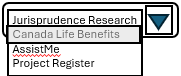 Jurisprudence Research
Canada Life Benefits
AssistMe
Project Register